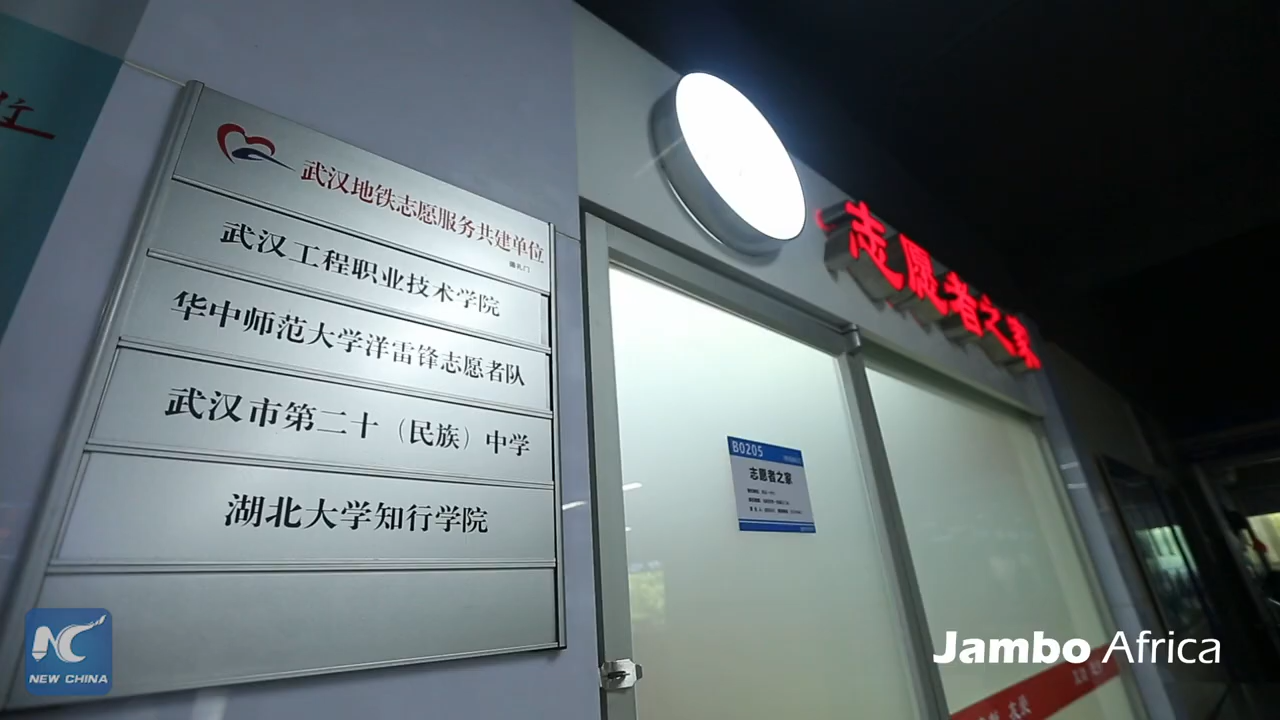 武汉地铁志愿服务共建单位
武汉工程职业技术学院
华中师范大学洋雷锋志愿者队
武汉市第二十（民族）中学
湖北大学知行学院
志愿者之家
B0205
志愿者之家
NC
NEW CHINA
Jambo Africa